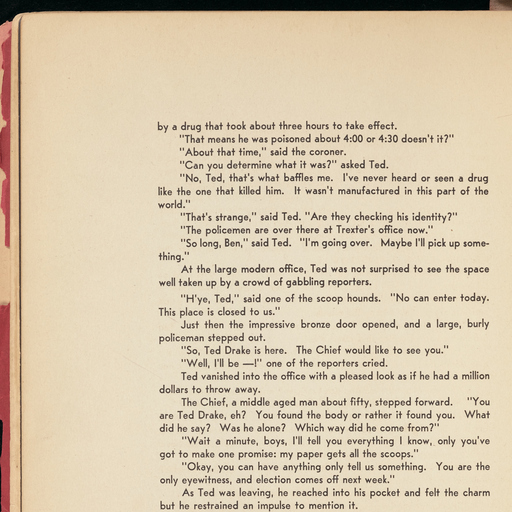 by a drug that took about three hours to take effect.
"That means he was poisoned about 4:00 or 4:30 doesn't it?"
"About that time," said the coroner.
"Can you determine what it was?" asked Ted.
"No, Ted, that's what baffles me. I've never heard or seen a drug
like the one that killed him. It wasn't manufactured in this part of the
world."
"That's strange," said Ted. "Are they checking his identity?"
"The policemen are over there at Trexter's office now."
"So long, Ben," said Ted. "I'm going over. Maybe I'll pick up some-
thing."
At the large modern office, Ted was not surprised to see the space
well taken up by a crowd of gabbling reporters.
"H'ye, Ted," said one of the scoop hounds. "No can enter today.
This place is closed to us."
Just then the impressive bronze door opened, and a large, burly
policeman stepped out.
"So, Ted Drake is here. The Chief would like to see you."
"Well, I'll be —!" one of the reporters cried.
Ted vanished into the office with a pleased look as if he had a million
dollars to throw away.
The Chief, a middle aged man about fifty, stepped forward. "You
are Ted Drake, eh? You found the body or rather it found you. What
did he say? Was he alone? Which way did he come from?"
"Wait a minute, boys, I'll tell you everything I know, only you've
got to make one promise: my paper gets all the scoops."
"Okay, you can have anything only tell us something. You are the
only eyewitness, and election comes off next week."
As Ted was leaving, he reached into his pocket and felt the charm
but he restrained an impulse to mention it.